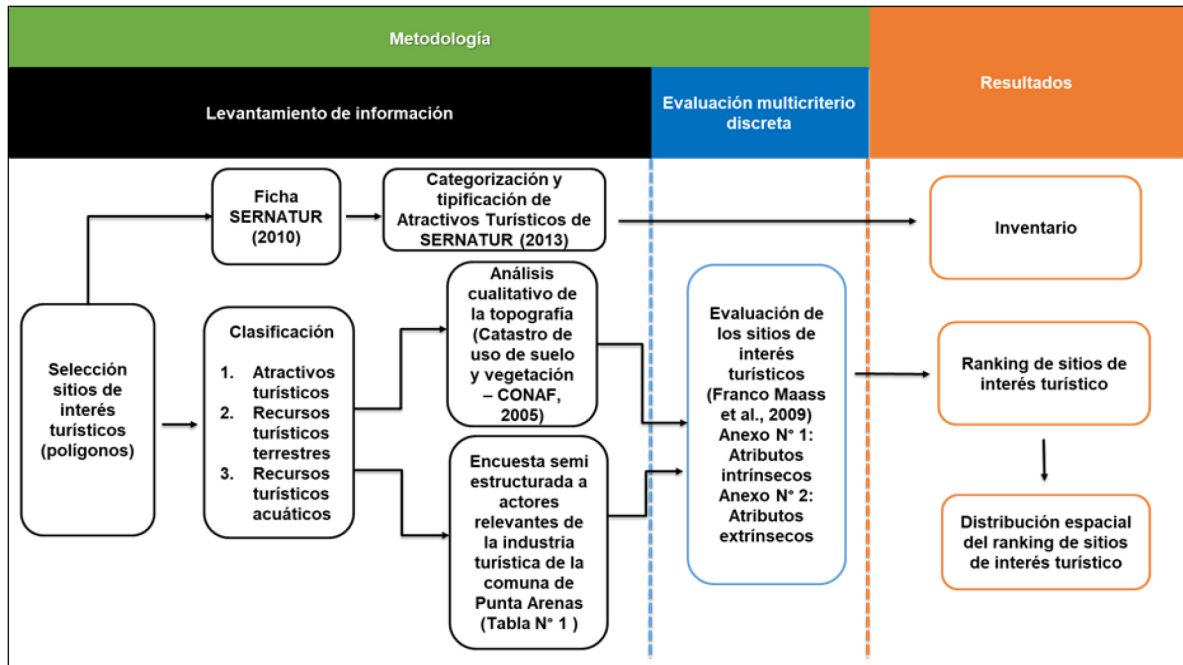 Metodología
Resultados
Levantamiento de información
Evaluación multicriterio
discreta
Ficha
SERNATUR
(2010)
Categorización y
tipificación de
Atractivos Turísticos de
SERNATUR (2013)
Inventario
Selección
sitios de
interés
turísticos
(polígonos)
Clasificación
1. Atractivos
turísticos
2. Recursos
turísticos
terrestres
3. Recursos
turísticos
acuáticos
Análisis
cualitativo de
la topografía
(Catastro de
uso de suelo
y vegetación
– CONAF,
2005)
Encuesta semi
estructurada a
actores
relevantes de
la industria
turística de la
comuna de
Punta Arenas
(Tabla N° 1 )
Evaluación de
los sitios de
interés
turísticos
(Franco Maass
et al., 2009)
Anexo N° 1:
Atributos
intrínsecos
Anexo N° 2:
Atributos
extrínsecos
Ranking de sitios de
interés turístico
Distribución espacial
del ranking de sitios
de interés turístico